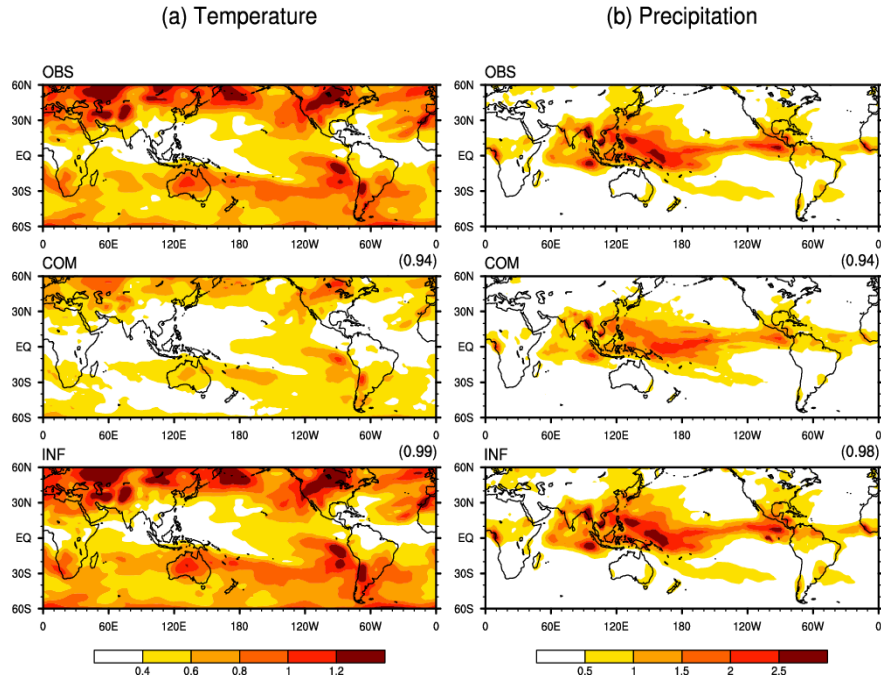 (a) Temperature
(b) Precipitation
OBS
60N
30N
EQ
30S
60S
0
60E
120E
180
120W
60W
0
OBS
60N
30N
EQ
30S
60S
0
60E
120E
180
120W
60W
0
COM
(0.94)
60N
30N
EQ
30S
60S
0
60E
120E
180
120W
60W
0
COM
(0.94)
60N
30N
EQ
30S
60S
0
60E
120E
180
120W
60W
0
INF
(0.99)
60N
30N
EQ
30S
60S
0
60E
120E
180
120W
60W
0
INF
(0.98)
60N
30N
EQ
30S
60S
0
60E
120E
180
120W
60W
0
0.4 0.6 0.8 1 1.2
0.5 1 1.5 2 2.5